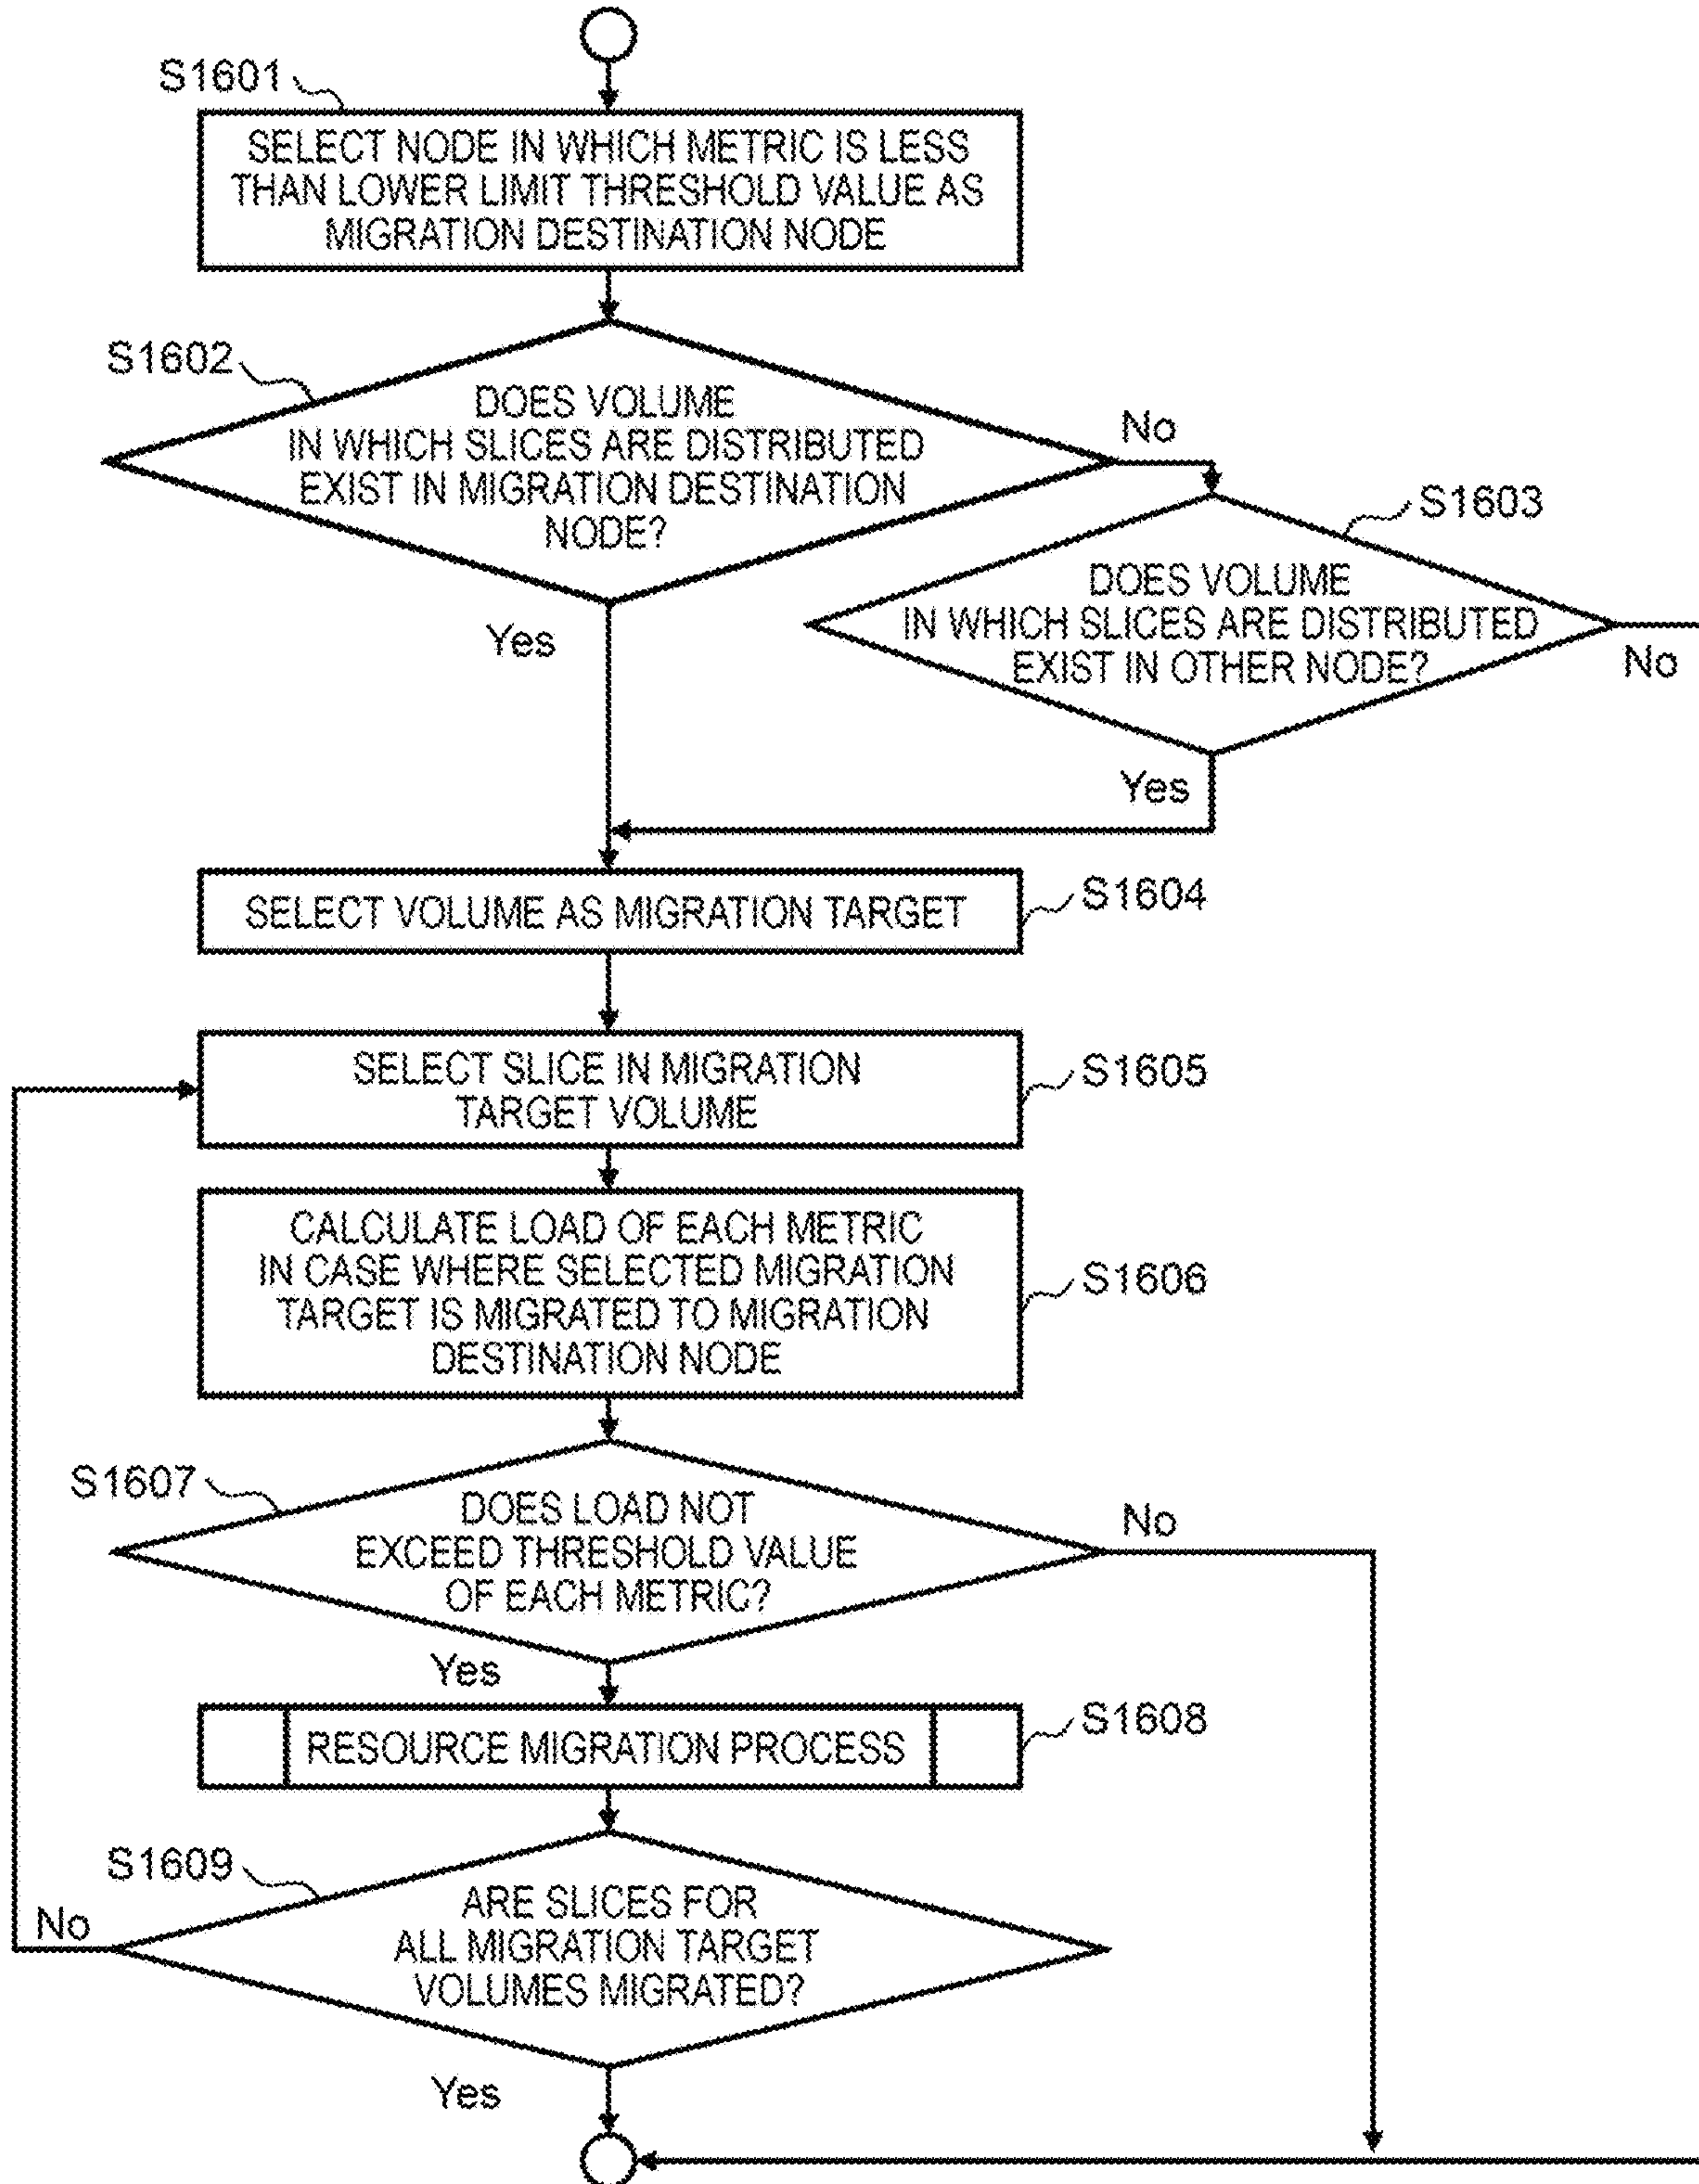 S1601
SELECT NODE IN WHICH METRIC IS LESS
THAN LOWER LIMIT THRESHOLD VALUE AS
MIGRATION DESTINATION NODE
S1602
DOES VOLUME
IN WHICH SLICES ARE DISTRIBUTED
EXIST IN MIGRATION DESTINATION
NODE?
No
Yes
S1603
DOES VOLUME
IN WHICH SLICES ARE DISTRIBUTED
EXIST IN OTHER NODE?
No
Yes
SELECT VOLUME AS MIGRATION TARGET
S1604
SELECT SLICE IN MIGRATION
TARGET VOLUME
S1605
CALCULATE LOAD OF EACH METRIC
IN CASE WHERE SELECTED MIGRATION
TARGET IS MIGRATED TO MIGRATION
DESTINATION NODE
S1606
S1607
DOES LOAD NOT
EXCEED THRESHOLD VALUE
OF EACH METRIC?
No
Yes
RESOURCE MIGRATION PROCESS
S1608
S1609
ARE SLICES FOR
ALL MIGRATION TARGET
VOLUMES MIGRATED?
No
Yes